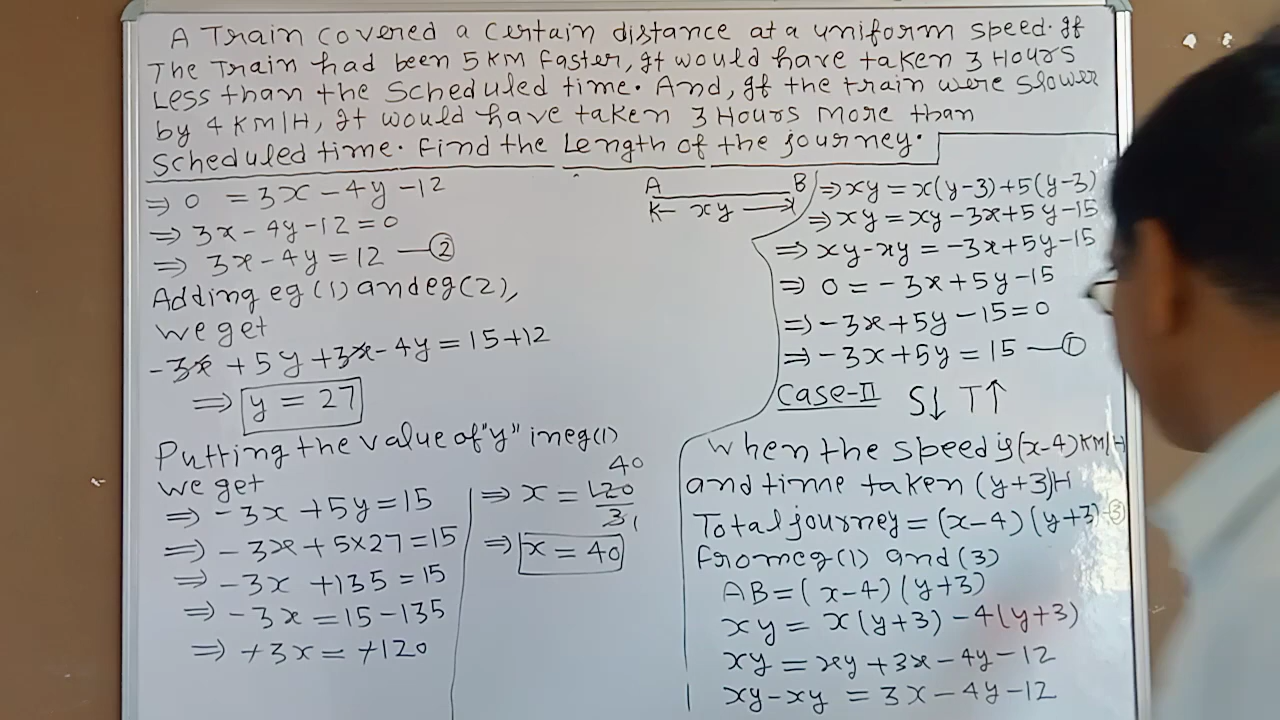 A Train covered a certain distance at a uniform speed. If
The Train had been 5 KM faster, It would have taken 3 Hours
Less than the scheduled time. And, If the train were slower
by 4 KM/H, It would have taken 3 Hours more than
Scheduled time. Find the Length of the journey.
⇒ 0 = 3x - 4y - 12
⇒ 3x - 4y - 12 = 0
⇒ 3x - 4y = 12 — ②
Adding eq (1) and eq (2),
we get
-3x + 5y + 3x - 4y = 15 + 12
⇒ y = 27
Putting the value of "y" in eq (1)
we get
⇒ -3x + 5y = 15
⇒ -3x + 5×27 = 15
⇒ -3x + 135 = 15
⇒ -3x = 15 - 135
⇒ +3x = +120
40
⇒ x = 120
3 1
⇒ x = 40
A B
K← xy →
⇒ xy = x(y-3) + 5(y-3)
⇒ xy = xy - 3x + 5y - 15
⇒ xy - xy = -3x + 5y - 15
⇒ 0 = -3x + 5y - 15
⇒ -3x + 5y - 15 = 0
⇒ -3x + 5y = 15 — ①
Case-II S↓ T↑
When the speed is (x-4) KM/H
and time taken (y+3)H
Total journey = (x-4) (y+3) - ③
from eq (1) and (3)
AB = (x-4) (y+3)
xy = x(y+3) - 4(y+3)
xy = xy + 3x - 4y - 12
xy - xy = 3x - 4y - 12